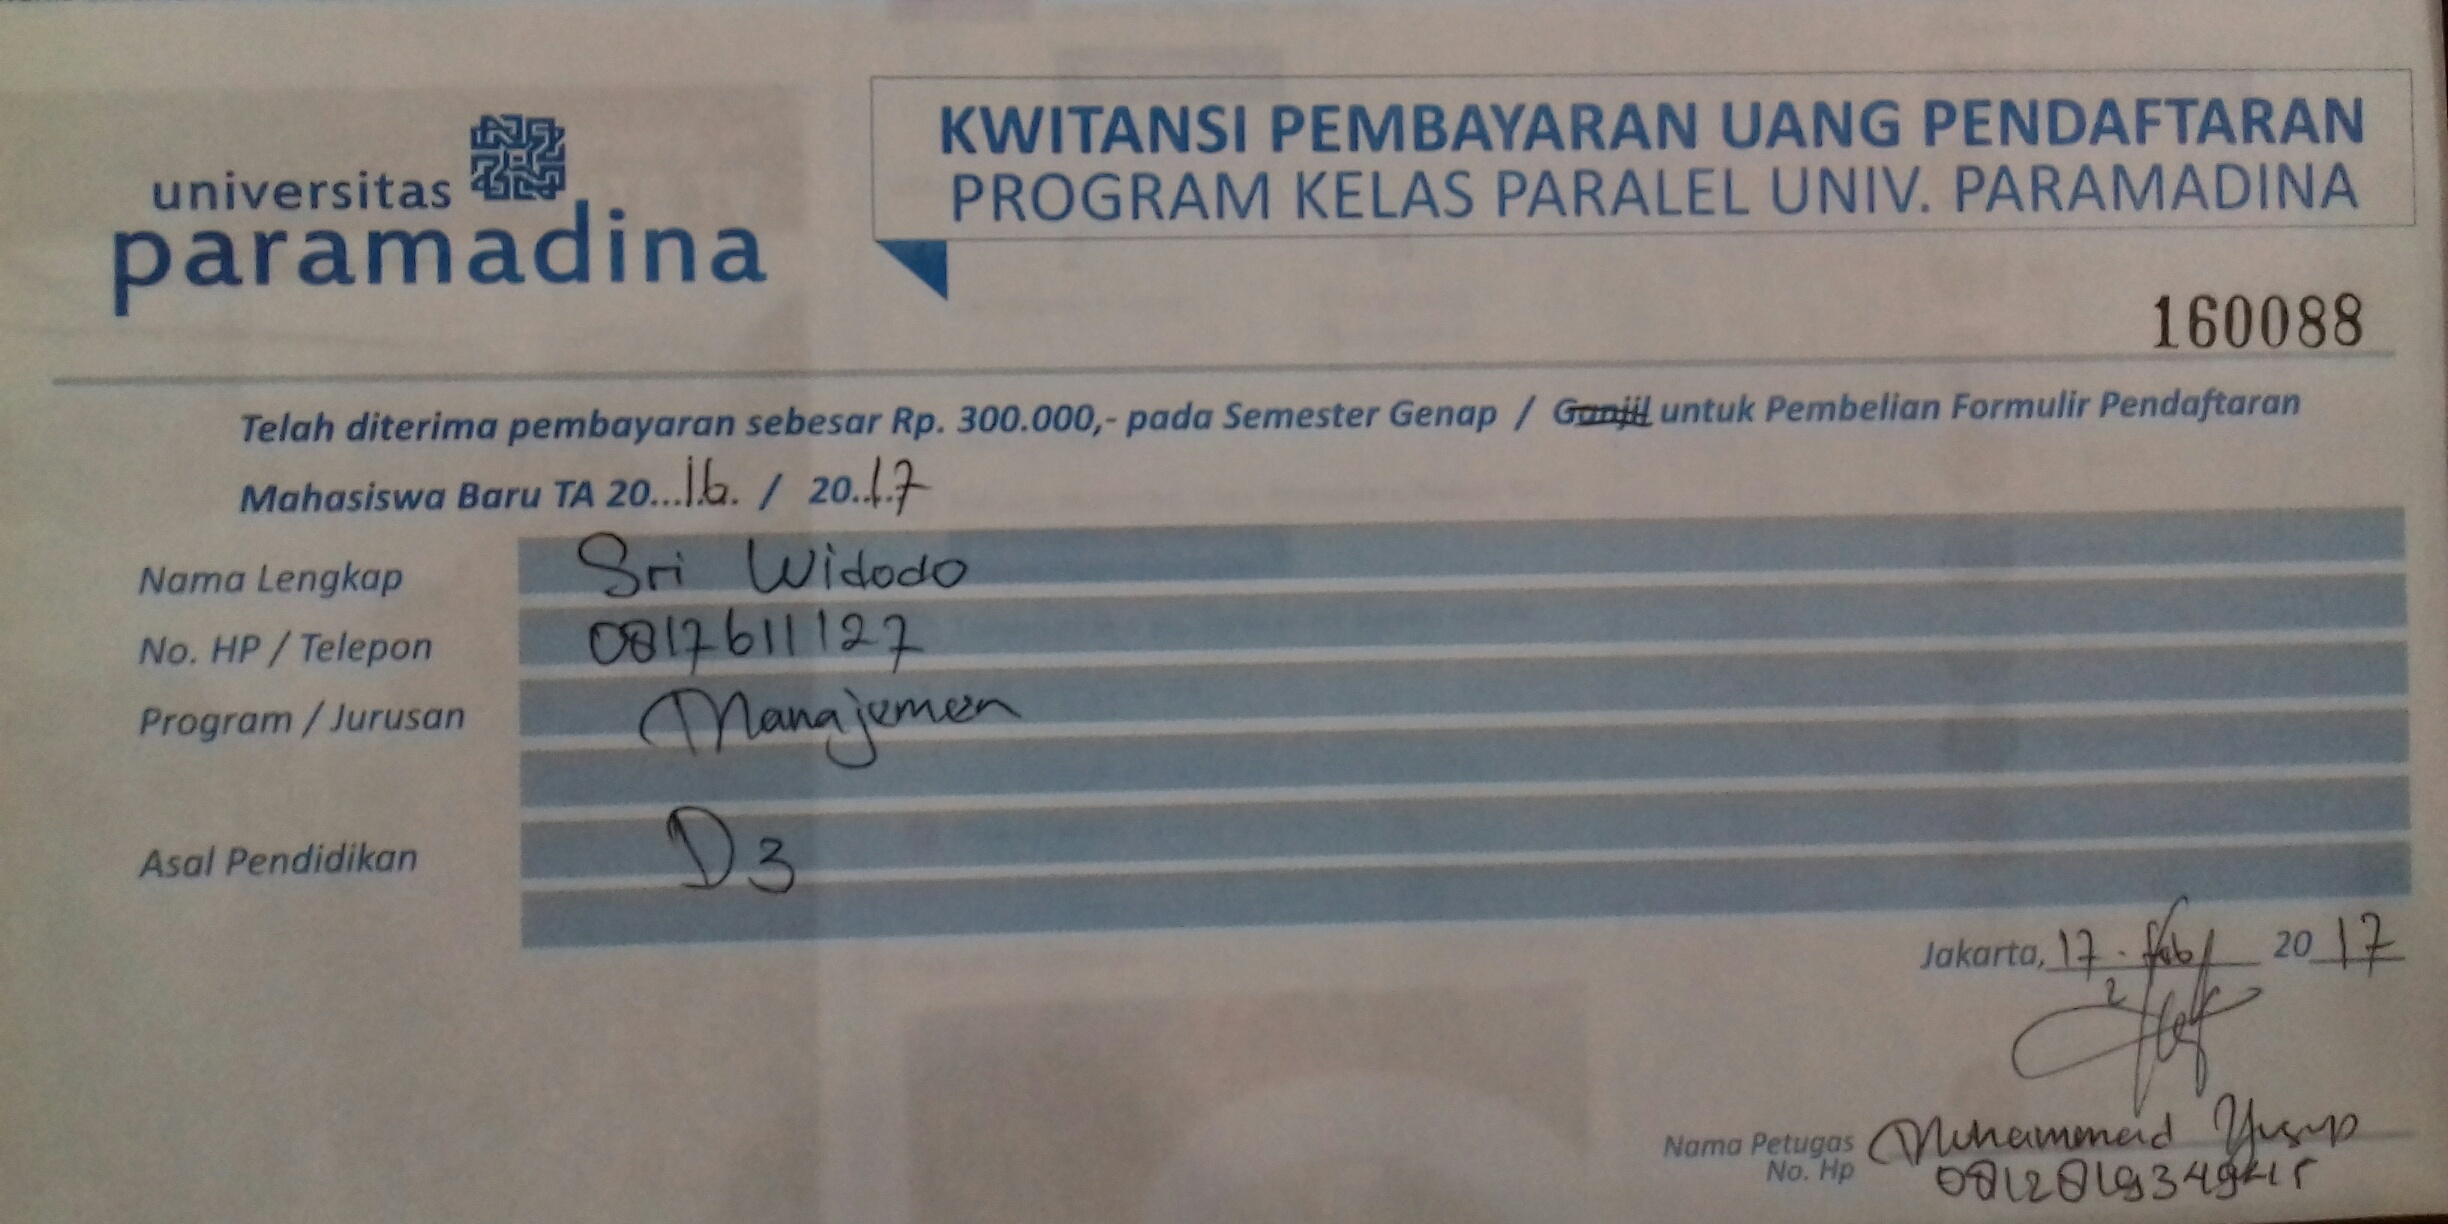 universitas
paramadina
KWITANSI PEMBAYARAN UANG PENDAFTARAN
PROGRAM KELAS PARALEL UNIV. PARAMADINA
160088
Telah diterima pembayaran sebesar Rp. 300.000,- pada Semester Genap / Ganjil untuk Pembelian Formulir Pendaftaran
Mahasiswa Baru TA 20...16. / 20..17
Nama Lengkap Sri Widodo
No. HP / Telepon 0817611127
Program / Jurusan Manajemen
Asal Pendidikan D3
Jakarta, 17 . Feb 20 17
Nama Petugas Muhammad Yusup
No. Hp